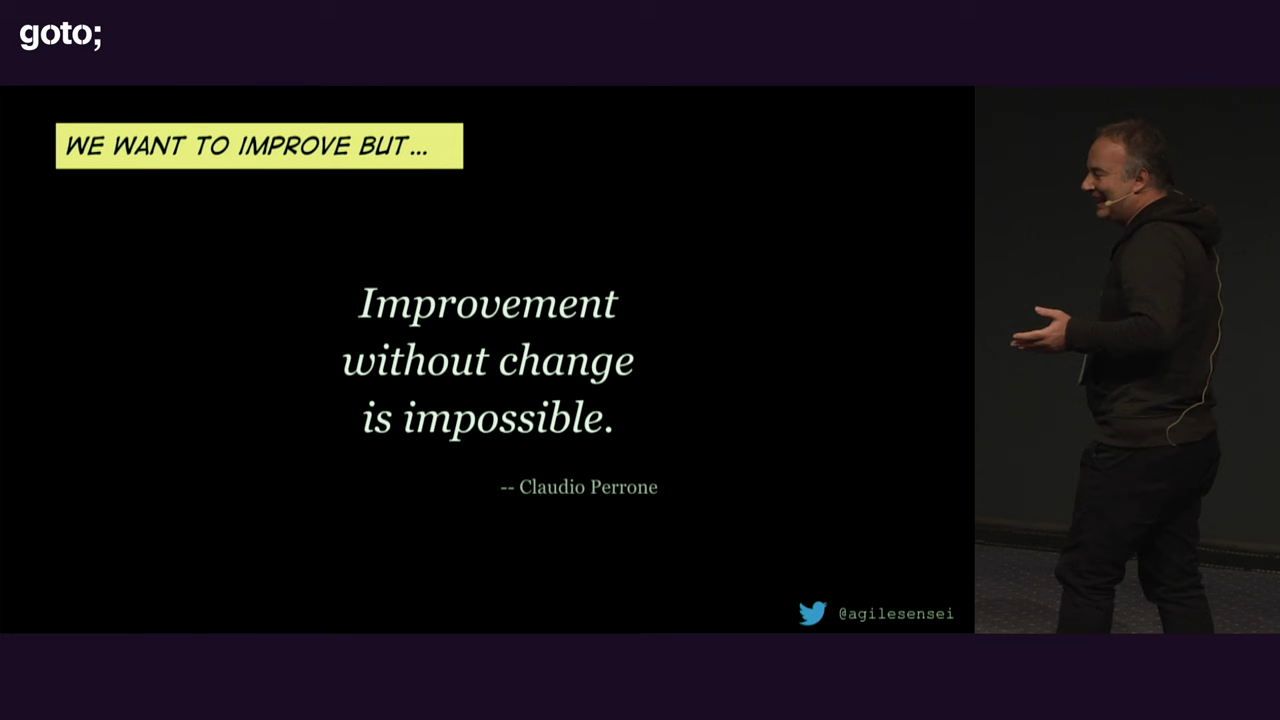 goto;
WE WANT TO IMPROVE BUT...
Improvement
without change
is impossible.
-- Claudio Perrone
@agilesensei